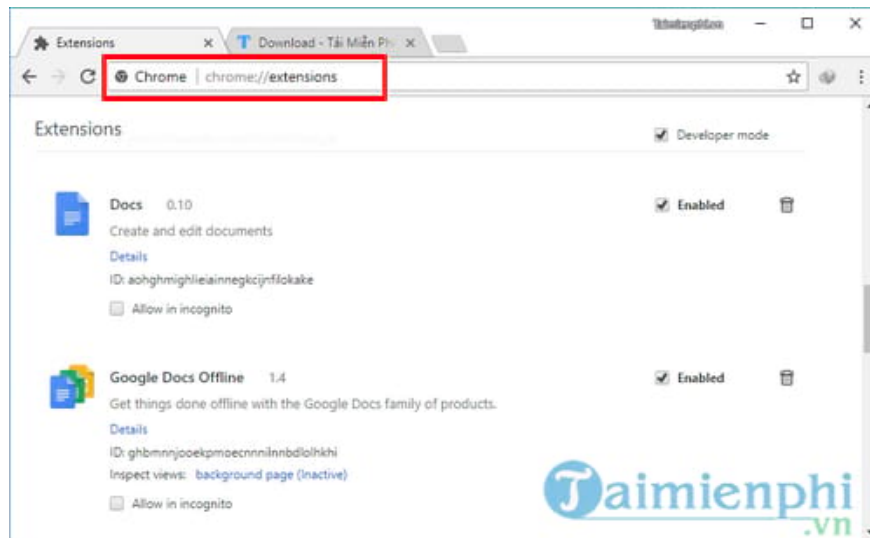 Extensions
Download - Tải Miễn Ph
Chrome | chrome://extensions
Extensions
Developer mode
Docs 0.10
Enabled
Create and edit documents
Details
ID: aohghmighlieiainnegkcijnfilokake
Allow in incognito
Google Docs Offline 1.4
Enabled
Get things done offline with the Google Docs family of products.
Details
ID: ghbmnnjooekpmoecnnnilnnbdlolhkhi
Inspect views: background page (Inactive)
Allow in incognito
Taimienphi
.vn